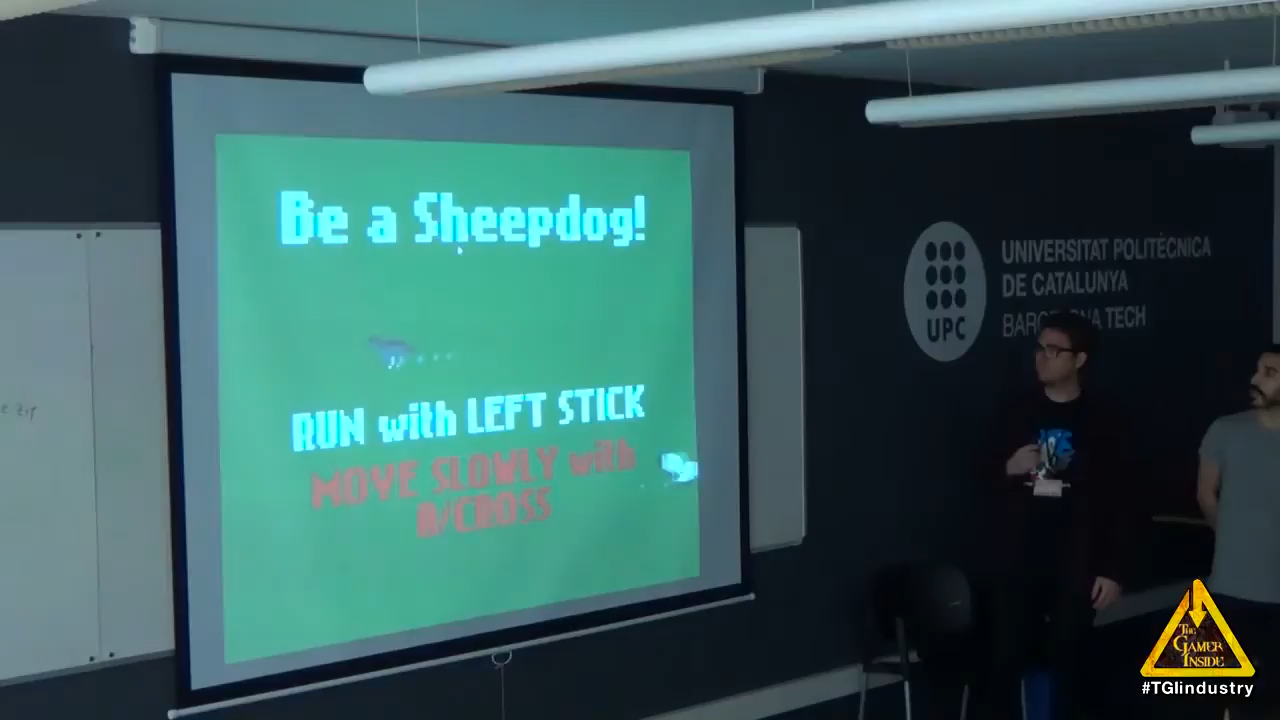 Be a Sheepdog!
RUN with LEFT STICK
MOVE SLOWLY with
A/CROSS
UNIVERSITAT POLITÈCNICA
DE CATALUNYA
TECH
UPC
THE
GAMER
INSIDE
#TGIindustry